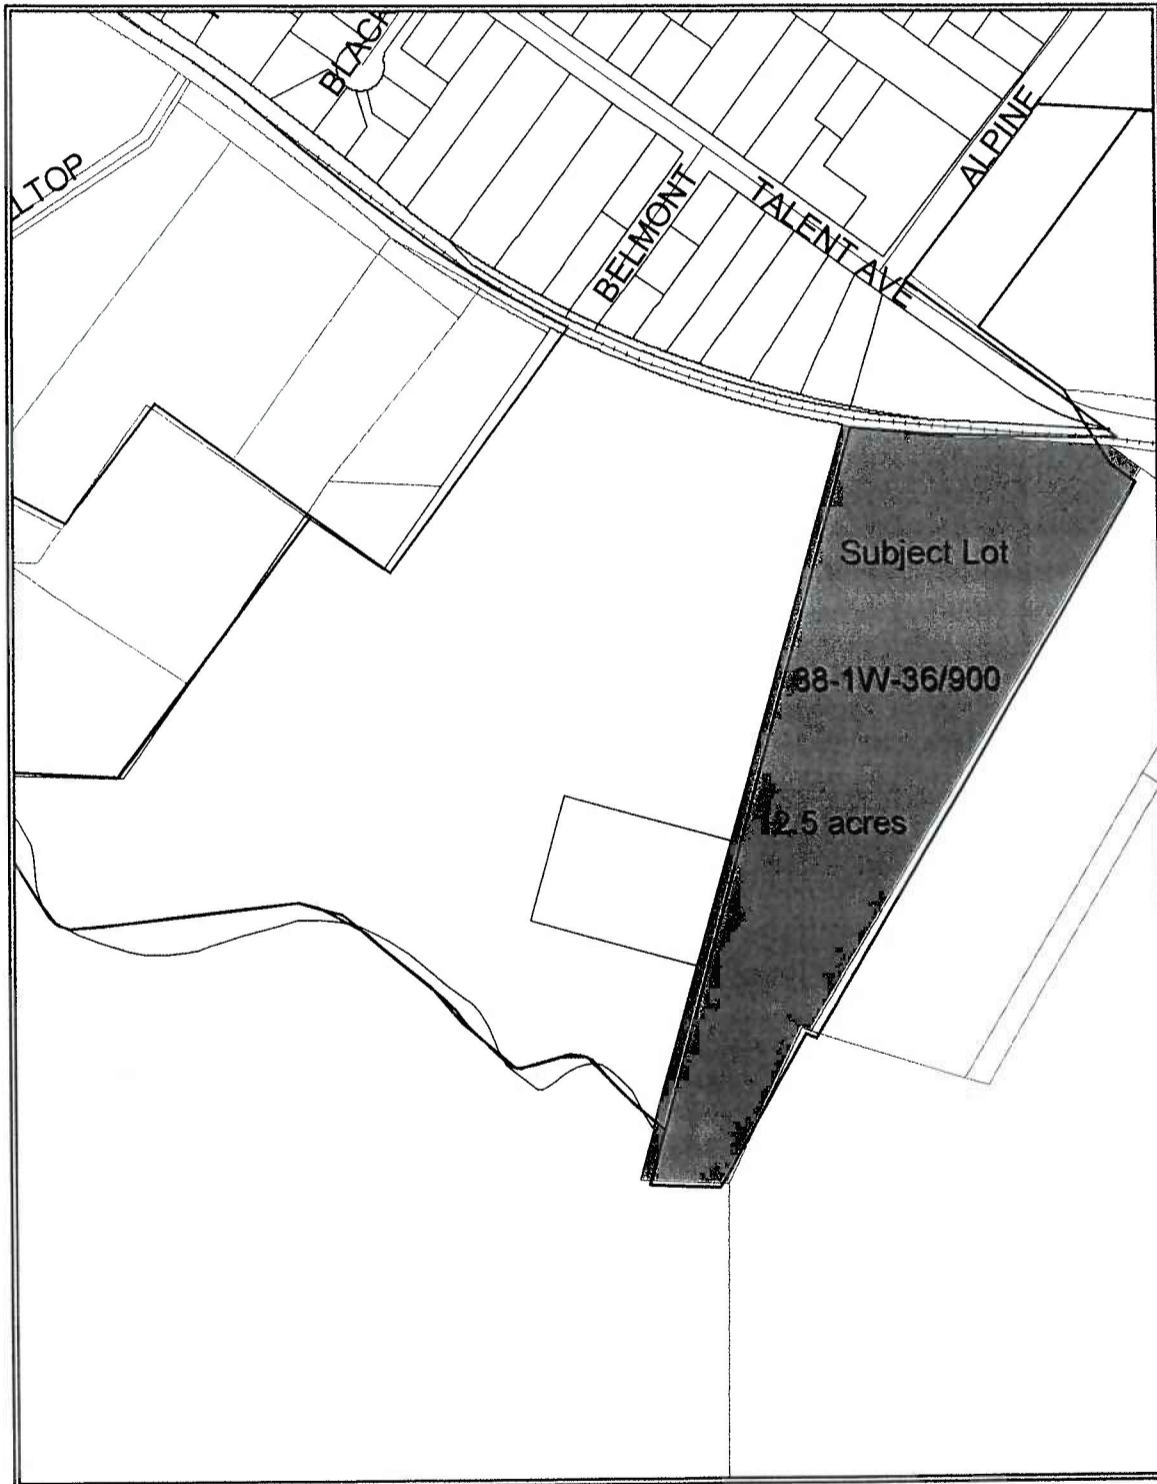 BLACK
LTOP
BELMONT
TALENT AVE
ALPINE
Subject Lot
38-1W-36/900
12.5 acres